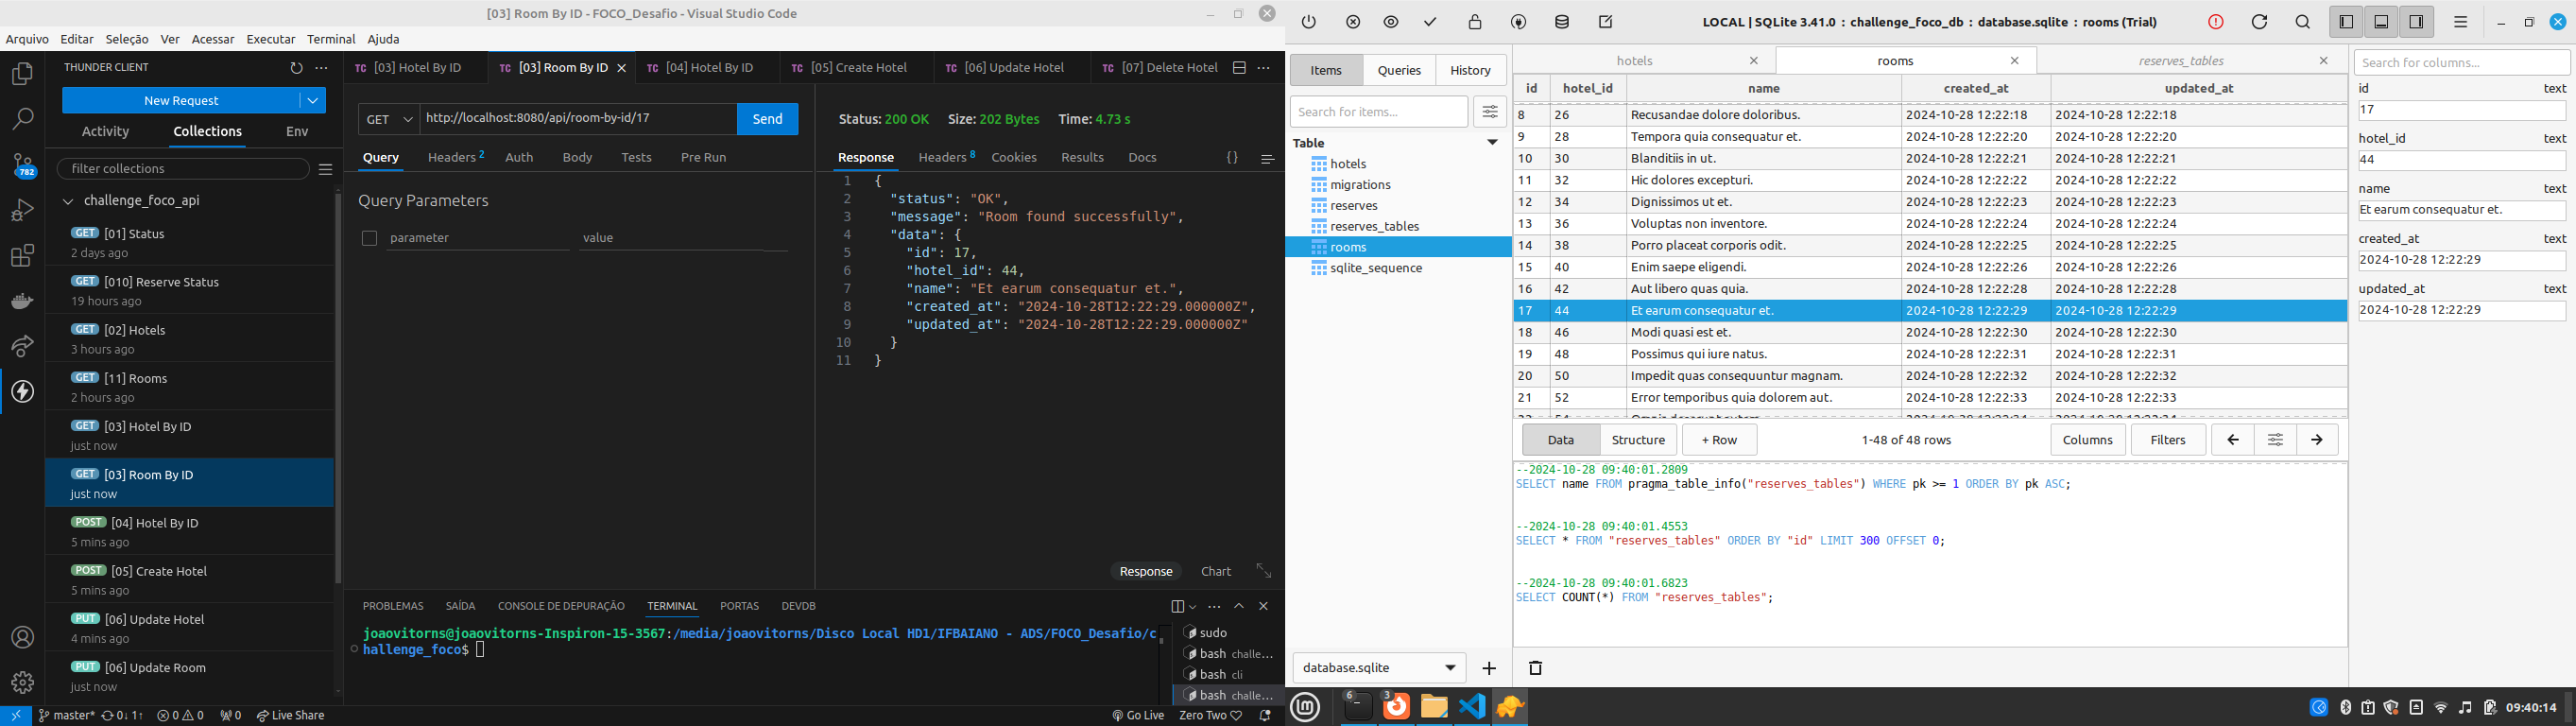 [03] Room By ID - FOCO_Desafio - Visual Studio Code
Arquivo Editar Seleção Ver Acessar Executar Terminal Ajuda
THUNDER CLIENT
New Request
Activity Collections Env
filter collections
challenge_foco_api
GET [01] Status
2 days ago
GET [010] Reserve Status
19 hours ago
GET [02] Hotels
3 hours ago
GET [11] Rooms
2 hours ago
GET [03] Hotel By ID
just now
GET [03] Room By ID
just now
POST [04] Hotel By ID
5 mins ago
POST [05] Create Hotel
5 mins ago
PUT [06] Update Hotel
4 mins ago
PUT [06] Update Room
just now
782
TC [03] Hotel By ID TC [03] Room By ID TC [04] Hotel By ID TC [05] Create Hotel TC [06] Update Hotel TC [07] Delete Hotel
GET http://localhost:8080/api/room-by-id/17 Send
Query Headers 2 Auth Body Tests Pre Run
Query Parameters
parameter value
Status: 200 OK Size: 202 Bytes Time: 4.73 s
Response Headers 8 Cookies Results Docs {}
1 {
2 "status": "OK",
3 "message": "Room found successfully",
4 "data": {
5 "id": 17,
6 "hotel_id": 44,
7 "name": "Et earum consequatur et.",
8 "created_at": "2024-10-28T12:22:29.000000Z",
9 "updated_at": "2024-10-28T12:22:29.000000Z"
10 }
11 }
Response Chart
PROBLEMAS SAÍDA CONSOLE DE DEPURAÇÃO TERMINAL PORTAS DEVDB
joaovitorns@joaovitorns-Inspiron-15-3567:/media/joaovitorns/Disco Local HD1/IFBAIANO - ADS/FOCO_Desafio/c
hallenge_foco$
sudo
bash challe...
bash cli
bash challe...
master* 0↓ 1↑ 0 0 0 Live Share Go Live Zero Two
LOCAL | SQLite 3.41.0 : challenge_foco_db : database.sqlite : rooms (Trial)
Items Queries History
Search for items...
Table
hotels
migrations
reserves
reserves_tables
rooms
sqlite_sequence
database.sqlite
hotels rooms reserves_tables
id hotel_id name created_at updated_at
8 26 Recusandae dolore doloribus. 2024-10-28 12:22:18 2024-10-28 12:22:18
9 28 Tempora quia consequatur et. 2024-10-28 12:22:20 2024-10-28 12:22:20
10 30 Blanditiis in ut. 2024-10-28 12:22:21 2024-10-28 12:22:21
11 32 Hic dolores excepturi. 2024-10-28 12:22:22 2024-10-28 12:22:22
12 34 Dignissimos ut et. 2024-10-28 12:22:23 2024-10-28 12:22:23
13 36 Voluptas non inventore. 2024-10-28 12:22:24 2024-10-28 12:22:24
14 38 Porro placeat corporis odit. 2024-10-28 12:22:25 2024-10-28 12:22:25
15 40 Enim saepe eligendi. 2024-10-28 12:22:26 2024-10-28 12:22:26
16 42 Aut libero quas quia. 2024-10-28 12:22:28 2024-10-28 12:22:28
17 44 Et earum consequatur et. 2024-10-28 12:22:29 2024-10-28 12:22:29
18 46 Modi quasi est et. 2024-10-28 12:22:30 2024-10-28 12:22:30
19 48 Possimus qui iure natus. 2024-10-28 12:22:31 2024-10-28 12:22:31
20 50 Impedit quas consequuntur magnam. 2024-10-28 12:22:32 2024-10-28 12:22:32
21 52 Error temporibus quia dolorem aut. 2024-10-28 12:22:33 2024-10-28 12:22:33
Data Structure + Row 1-48 of 48 rows Columns Filters
--2024-10-28 09:40:01.2809
SELECT name FROM pragma_table_info("reserves_tables") WHERE pk >= 1 ORDER BY pk ASC;
--2024-10-28 09:40:01.4553
SELECT * FROM "reserves_tables" ORDER BY "id" LIMIT 300 OFFSET 0;
--2024-10-28 09:40:01.6823
SELECT COUNT(*) FROM "reserves_tables";
Search for columns...
id text
17
hotel_id text
44
name text
Et earum consequatur et.
created_at text
2024-10-28 12:22:29
updated_at text
2024-10-28 12:22:29
6 3
09:40:14